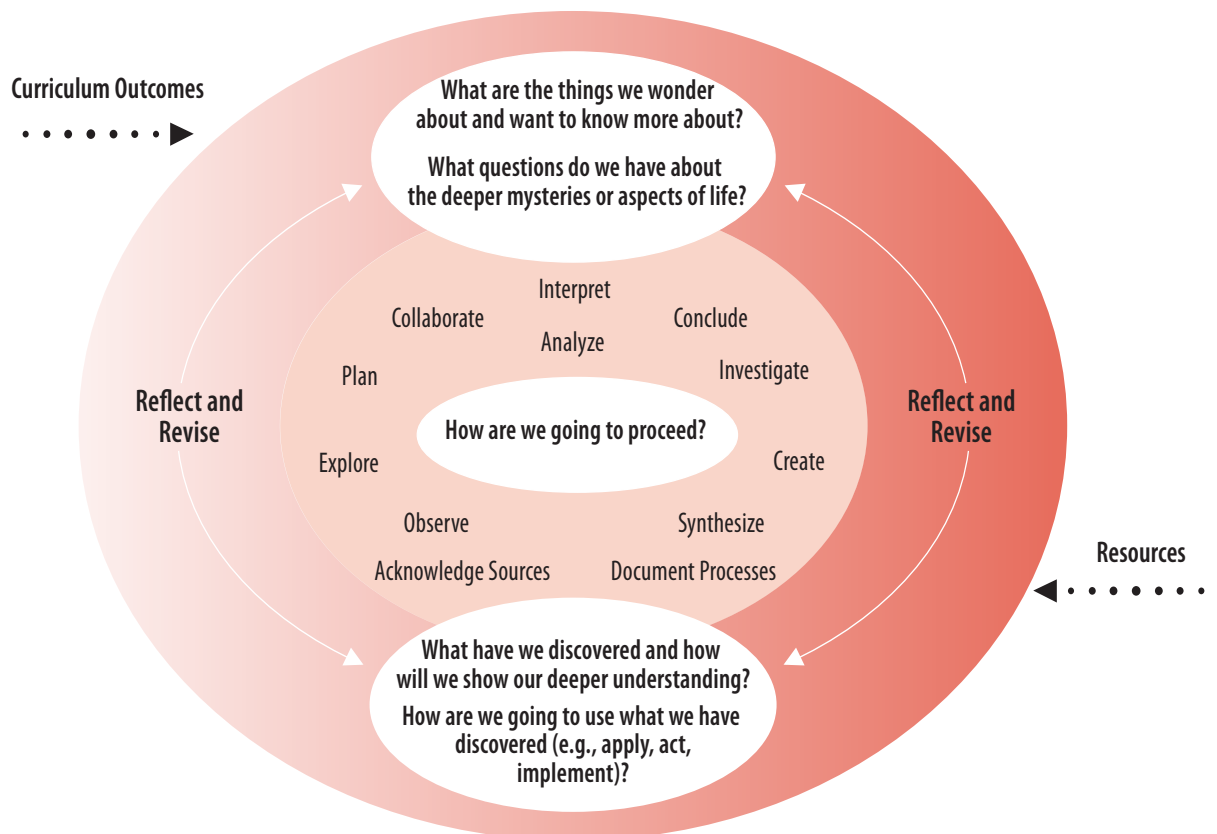 Curriculum Outcomes
What are the things we wonder
about and want to know more about?
What questions do we have about
the deeper mysteries or aspects of life?
Interpret
Collaborate
Conclude
Analyze
Plan
Investigate
Reflect and
Revise
How are we going to proceed?
Reflect and
Revise
Explore
Create
Observe
Synthesize
Acknowledge Sources
Document Processes
Resources
What have we discovered and how
will we show our deeper understanding?
How are we going to use what we have
discovered (e.g., apply, act,
implement)?